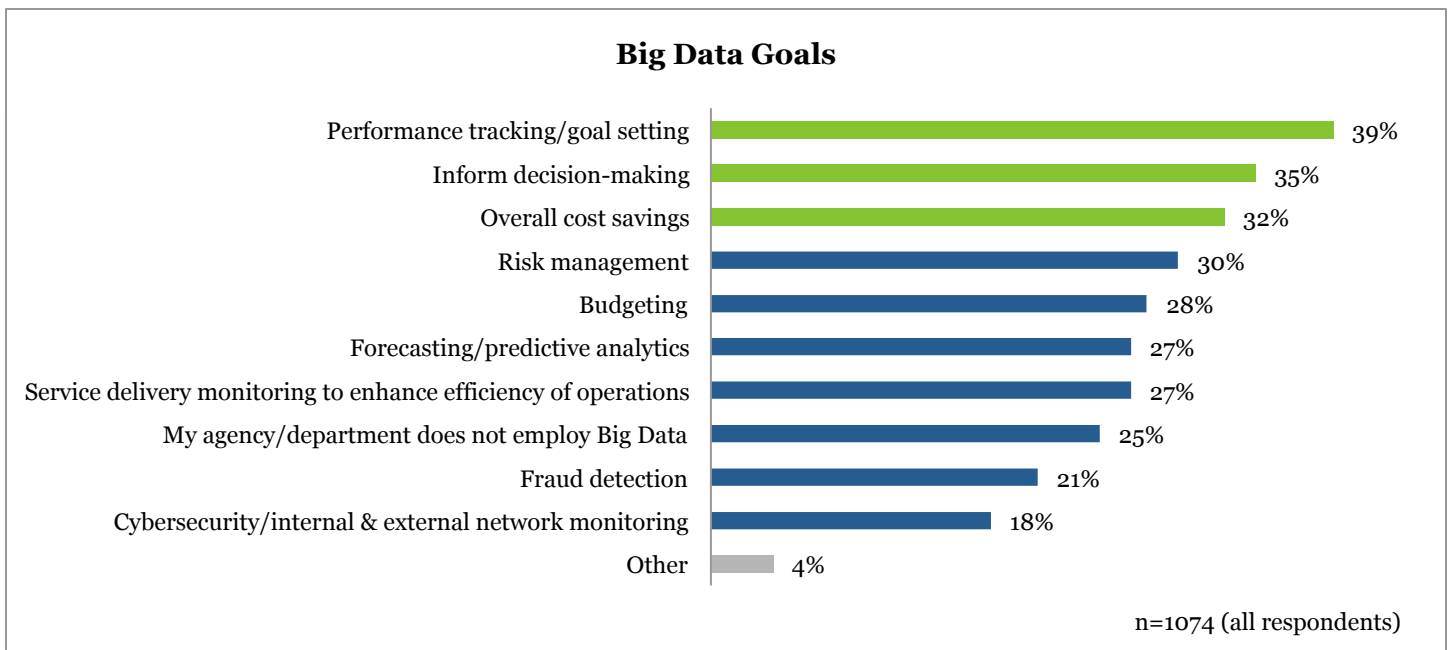 Big Data Goals
Performance tracking/goal setting 39%
Inform decision-making 35%
Overall cost savings 32%
Risk management 30%
Budgeting 28%
Forecasting/predictive analytics 27%
Service delivery monitoring to enhance efficiency of operations 27%
My agency/department does not employ Big Data 25%
Fraud detection 21%
Cybersecurity/internal & external network monitoring 18%
Other 4%
n=1074 (all respondents)